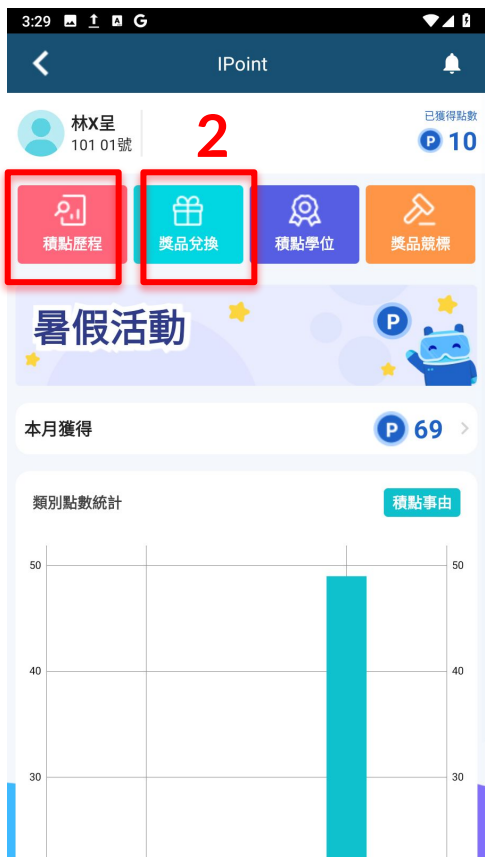 3:29
IPoint
林X呈
101 01號
2
已獲得點數
P 10
積點歷程
獎品兌換
積點學位
獎品競標
暑假活動
P
本月獲得
P 69
類別點數統計
積點事由
50
50
40
40
30
30